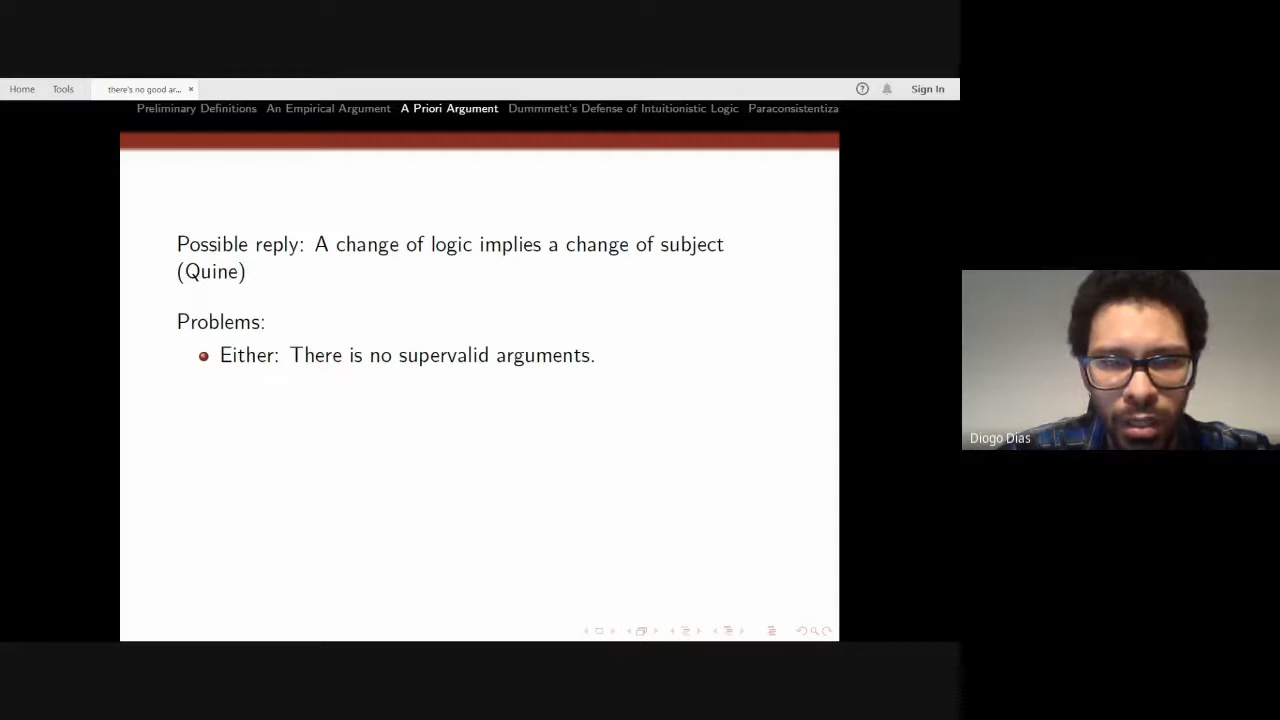 Home Tools there's no good ar... × ? Sign In
Preliminary Definitions An Empirical Argument A Priori Argument Dummmett's Defense of Intuitionistic Logic Paraconsistentiza
Possible reply: A change of logic implies a change of subject
(Quine)
Problems:
Either: There is no supervalid arguments.
Diogo Dias